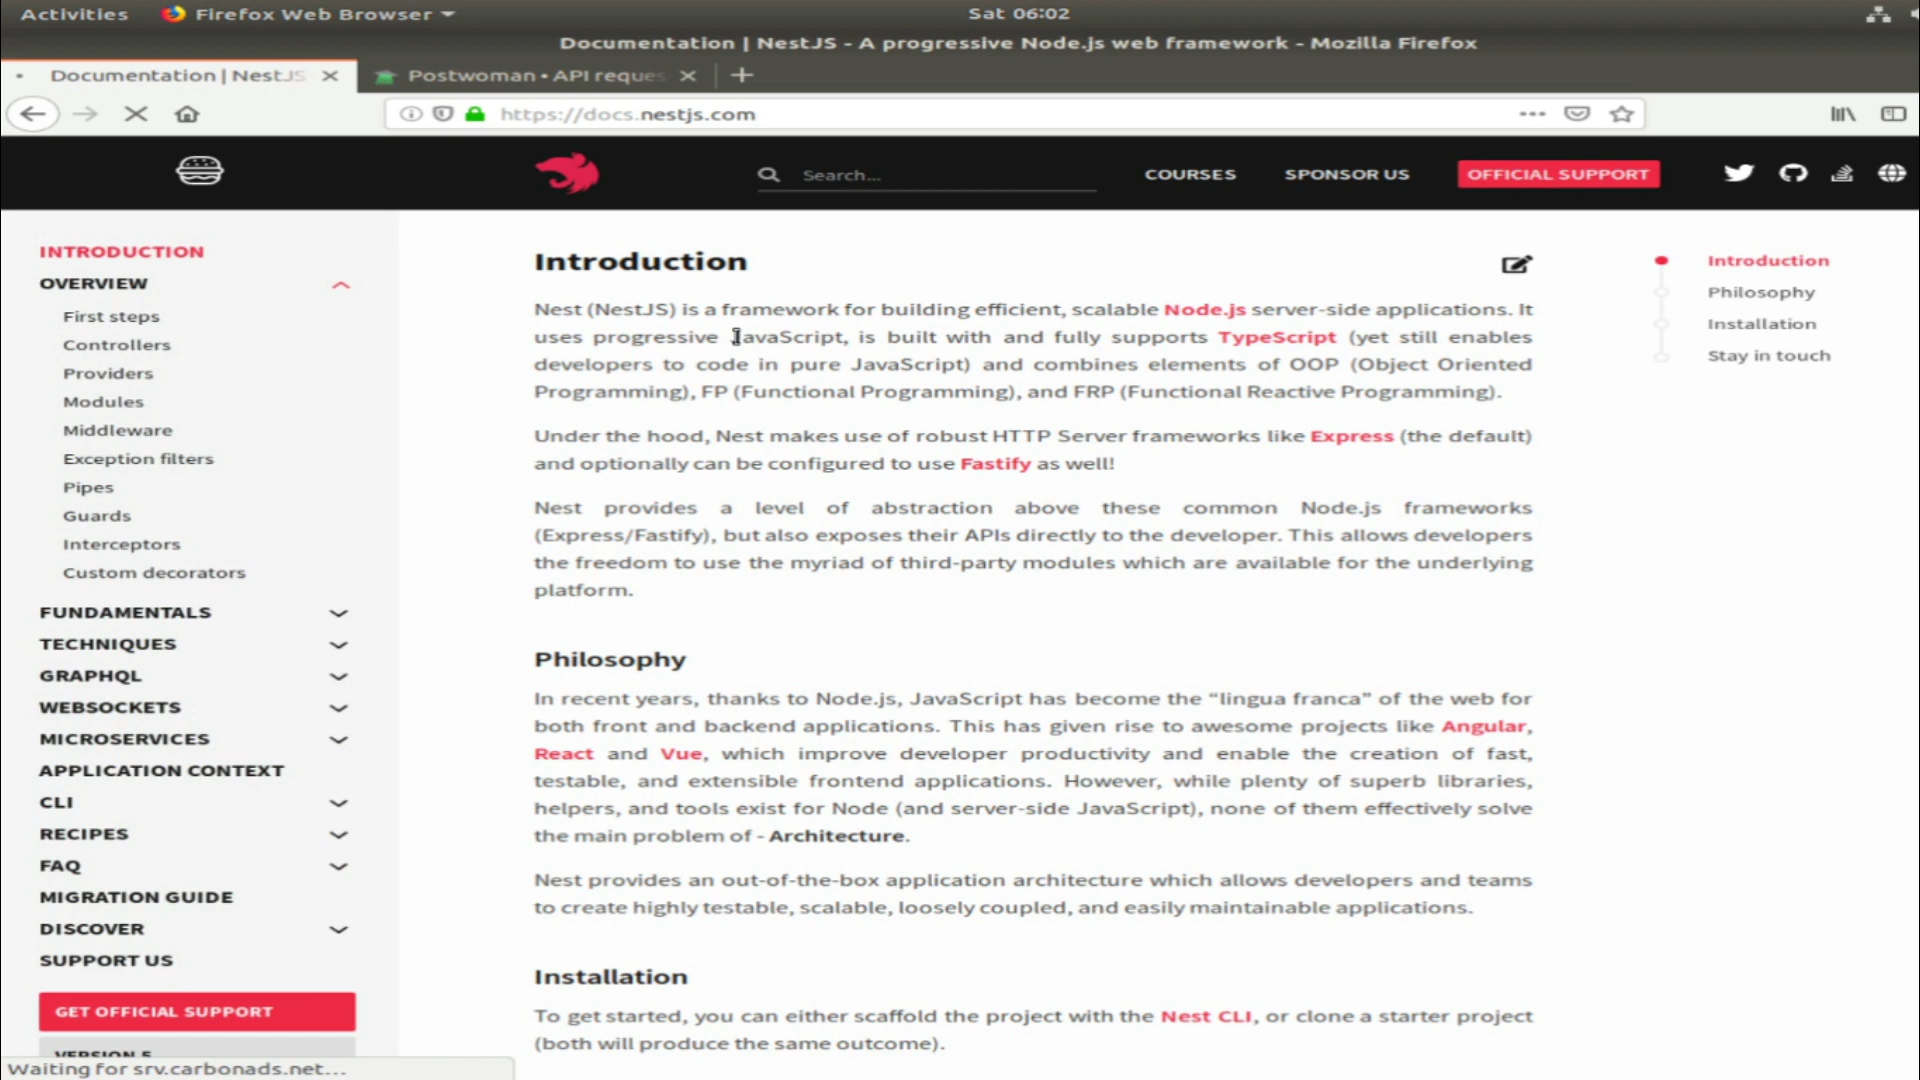 Activities Firefox Web Browser Sat 06:02
Documentation | NestJS - A progressive Node.js web framework - Mozilla Firefox
Documentation | NestJS Postwoman • API reques
https://docs.nestjs.com
Search... COURSES SPONSOR US OFFICIAL SUPPORT
INTRODUCTION
OVERVIEW
First steps
Controllers
Providers
Modules
Middleware
Exception filters
Pipes
Guards
Interceptors
Custom decorators
FUNDAMENTALS
TECHNIQUES
GRAPHQL
WEBSOCKETS
MICROSERVICES
APPLICATION CONTEXT
CLI
RECIPES
FAQ
MIGRATION GUIDE
DISCOVER
SUPPORT US
GET OFFICIAL SUPPORT
VERSION 5
Waiting for srv.carbonads.net...
Introduction
Nest (NestJS) is a framework for building efficient, scalable Node.js server-side applications. It
uses progressive JavaScript, is built with and fully supports TypeScript (yet still enables
developers to code in pure JavaScript) and combines elements of OOP (Object Oriented
Programming), FP (Functional Programming), and FRP (Functional Reactive Programming).
Under the hood, Nest makes use of robust HTTP Server frameworks like Express (the default)
and optionally can be configured to use Fastify as well!
Nest provides a level of abstraction above these common Node.js frameworks
(Express/Fastify), but also exposes their APIs directly to the developer. This allows developers
the freedom to use the myriad of third-party modules which are available for the underlying
platform.
Philosophy
In recent years, thanks to Node.js, JavaScript has become the “lingua franca” of the web for
both front and backend applications. This has given rise to awesome projects like Angular,
React and Vue, which improve developer productivity and enable the creation of fast,
testable, and extensible frontend applications. However, while plenty of superb libraries,
helpers, and tools exist for Node (and server-side JavaScript), none of them effectively solve
the main problem of - Architecture.
Nest provides an out-of-the-box application architecture which allows developers and teams
to create highly testable, scalable, loosely coupled, and easily maintainable applications.
Installation
To get started, you can either scaffold the project with the Nest CLI, or clone a starter project
(both will produce the same outcome).
Introduction
Philosophy
Installation
Stay in touch